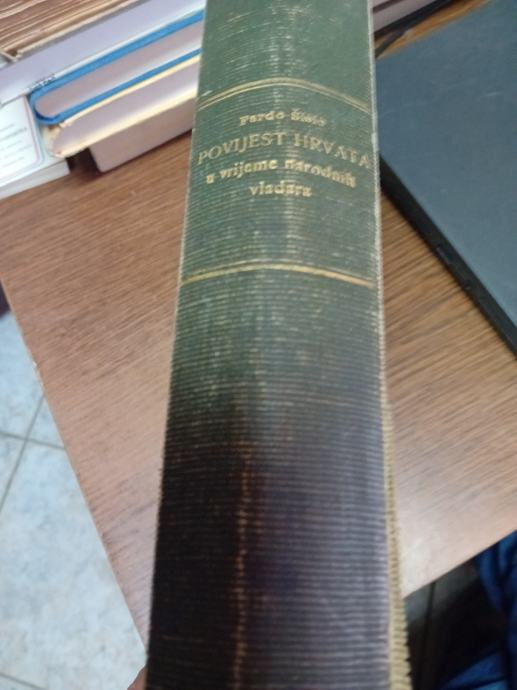 Ferdo Šišić
POVIJEST HRVATA
u vrijeme narodnih
vladara